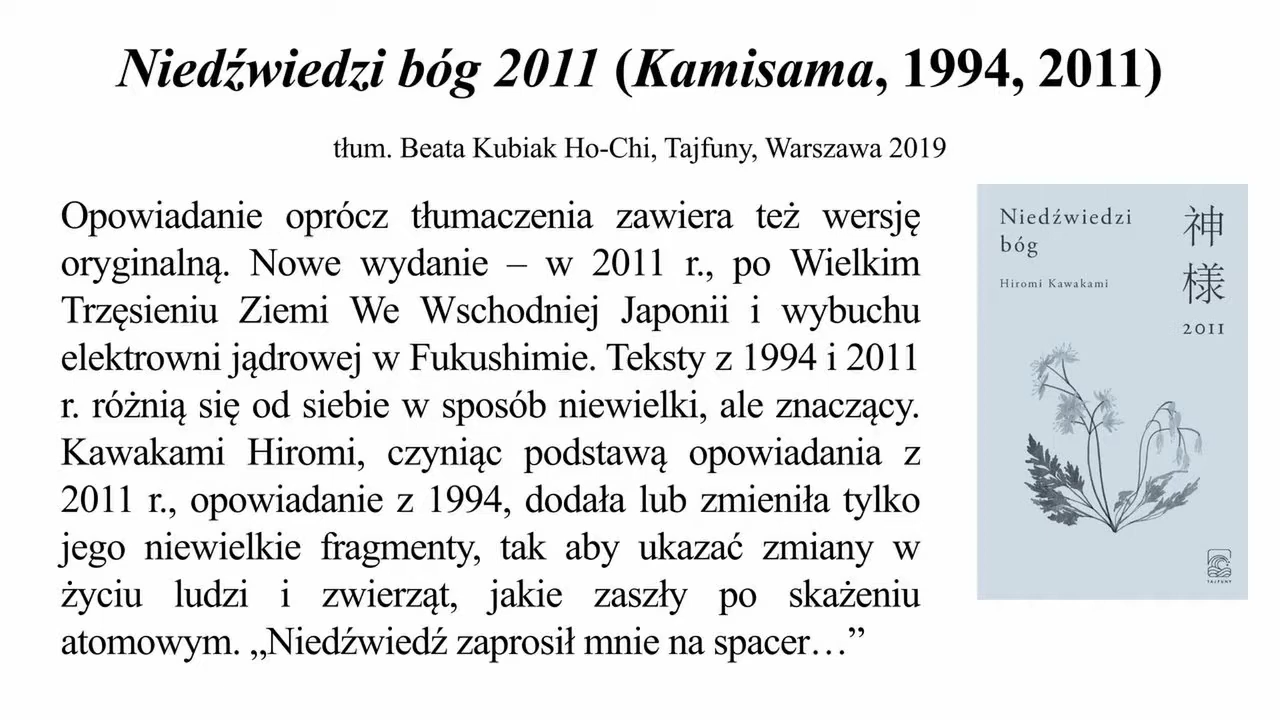 Niedźwiedzi bóg 2011 (Kamisama, 1994, 2011)
tłum. Beata Kubiak Ho-Chi, Tajfuny, Warszawa 2019
Opowiadanie oprócz tłumaczenia zawiera też wersję
oryginalną. Nowe wydanie – w 2011 r., po Wielkim
Trzęsieniu Ziemi We Wschodniej Japonii i wybuchu
elektrowni jądrowej w Fukushimie. Teksty z 1994 i 2011
r. różnią się od siebie w sposób niewielki, ale znaczący.
Kawakami Hiromi, czyniąc podstawą opowiadania z
2011 r., opowiadanie z 1994, dodała lub zmieniła tylko
jego niewielkie fragmenty, tak aby ukazać zmiany w
życiu ludzi i zwierząt, jakie zaszły po skażeniu
atomowym. „Niedźwiedź zaprosił mnie na spacer…”
Niedźwiedzi
bóg
Hiromi Kawakami
神
様
2011
TAJFUNY